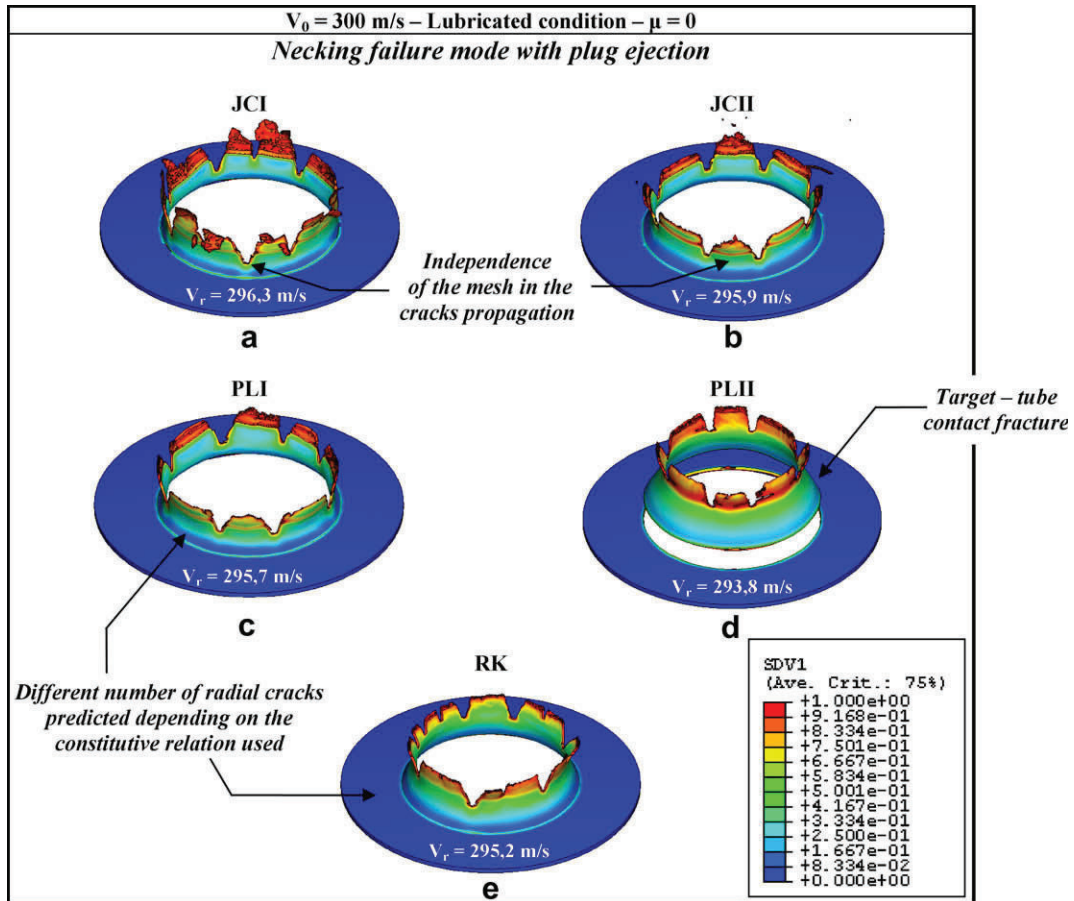 V₀ = 300 m/s – Lubricated condition – μ = 0
Necking failure mode with plug ejection
JCI
JCII
Independence
of the mesh in the
cracks propagation
Vᵣ = 296,3 m/s
Vᵣ = 295,9 m/s
a
b
PLI
PLII
Target – tube
contact fracture
Vᵣ = 295,7 m/s
Vᵣ = 293,8 m/s
c
d
Different number of radial cracks
predicted depending on the
constitutive relation used
RK
Vᵣ = 295,2 m/s
e
SDV1
(Ave. Crit.: 75%)
+1.000e+00
+9.168e-01
+8.334e-01
+7.501e-01
+6.667e-01
+5.834e-01
+5.001e-01
+4.167e-01
+3.334e-01
+2.500e-01
+1.667e-01
+8.334e-02
+0.000e+00